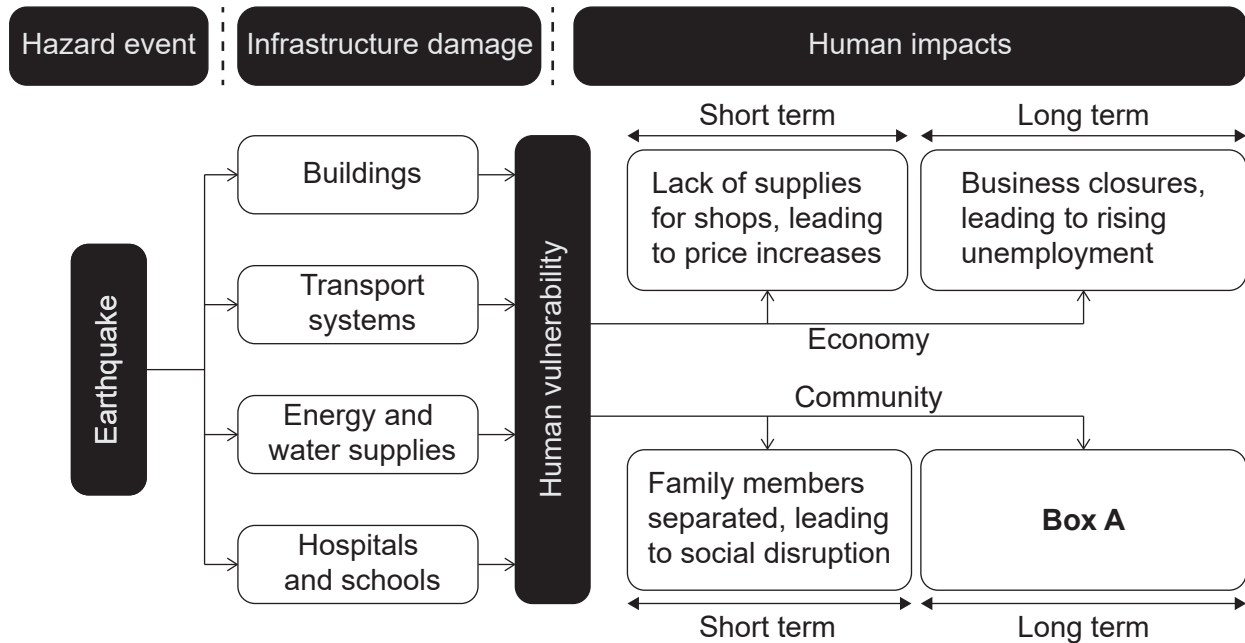 Hazard event
Infrastructure damage
Human impacts
Short term
Long term
Earthquake
Buildings
Transport
systems
Energy and
water supplies
Hospitals
and schools
Human vulnerability
Lack of supplies
for shops, leading
to price increases
Business closures,
leading to rising
unemployment
Economy
Community
Family members
separated, leading
to social disruption
Box A
Short term
Long term